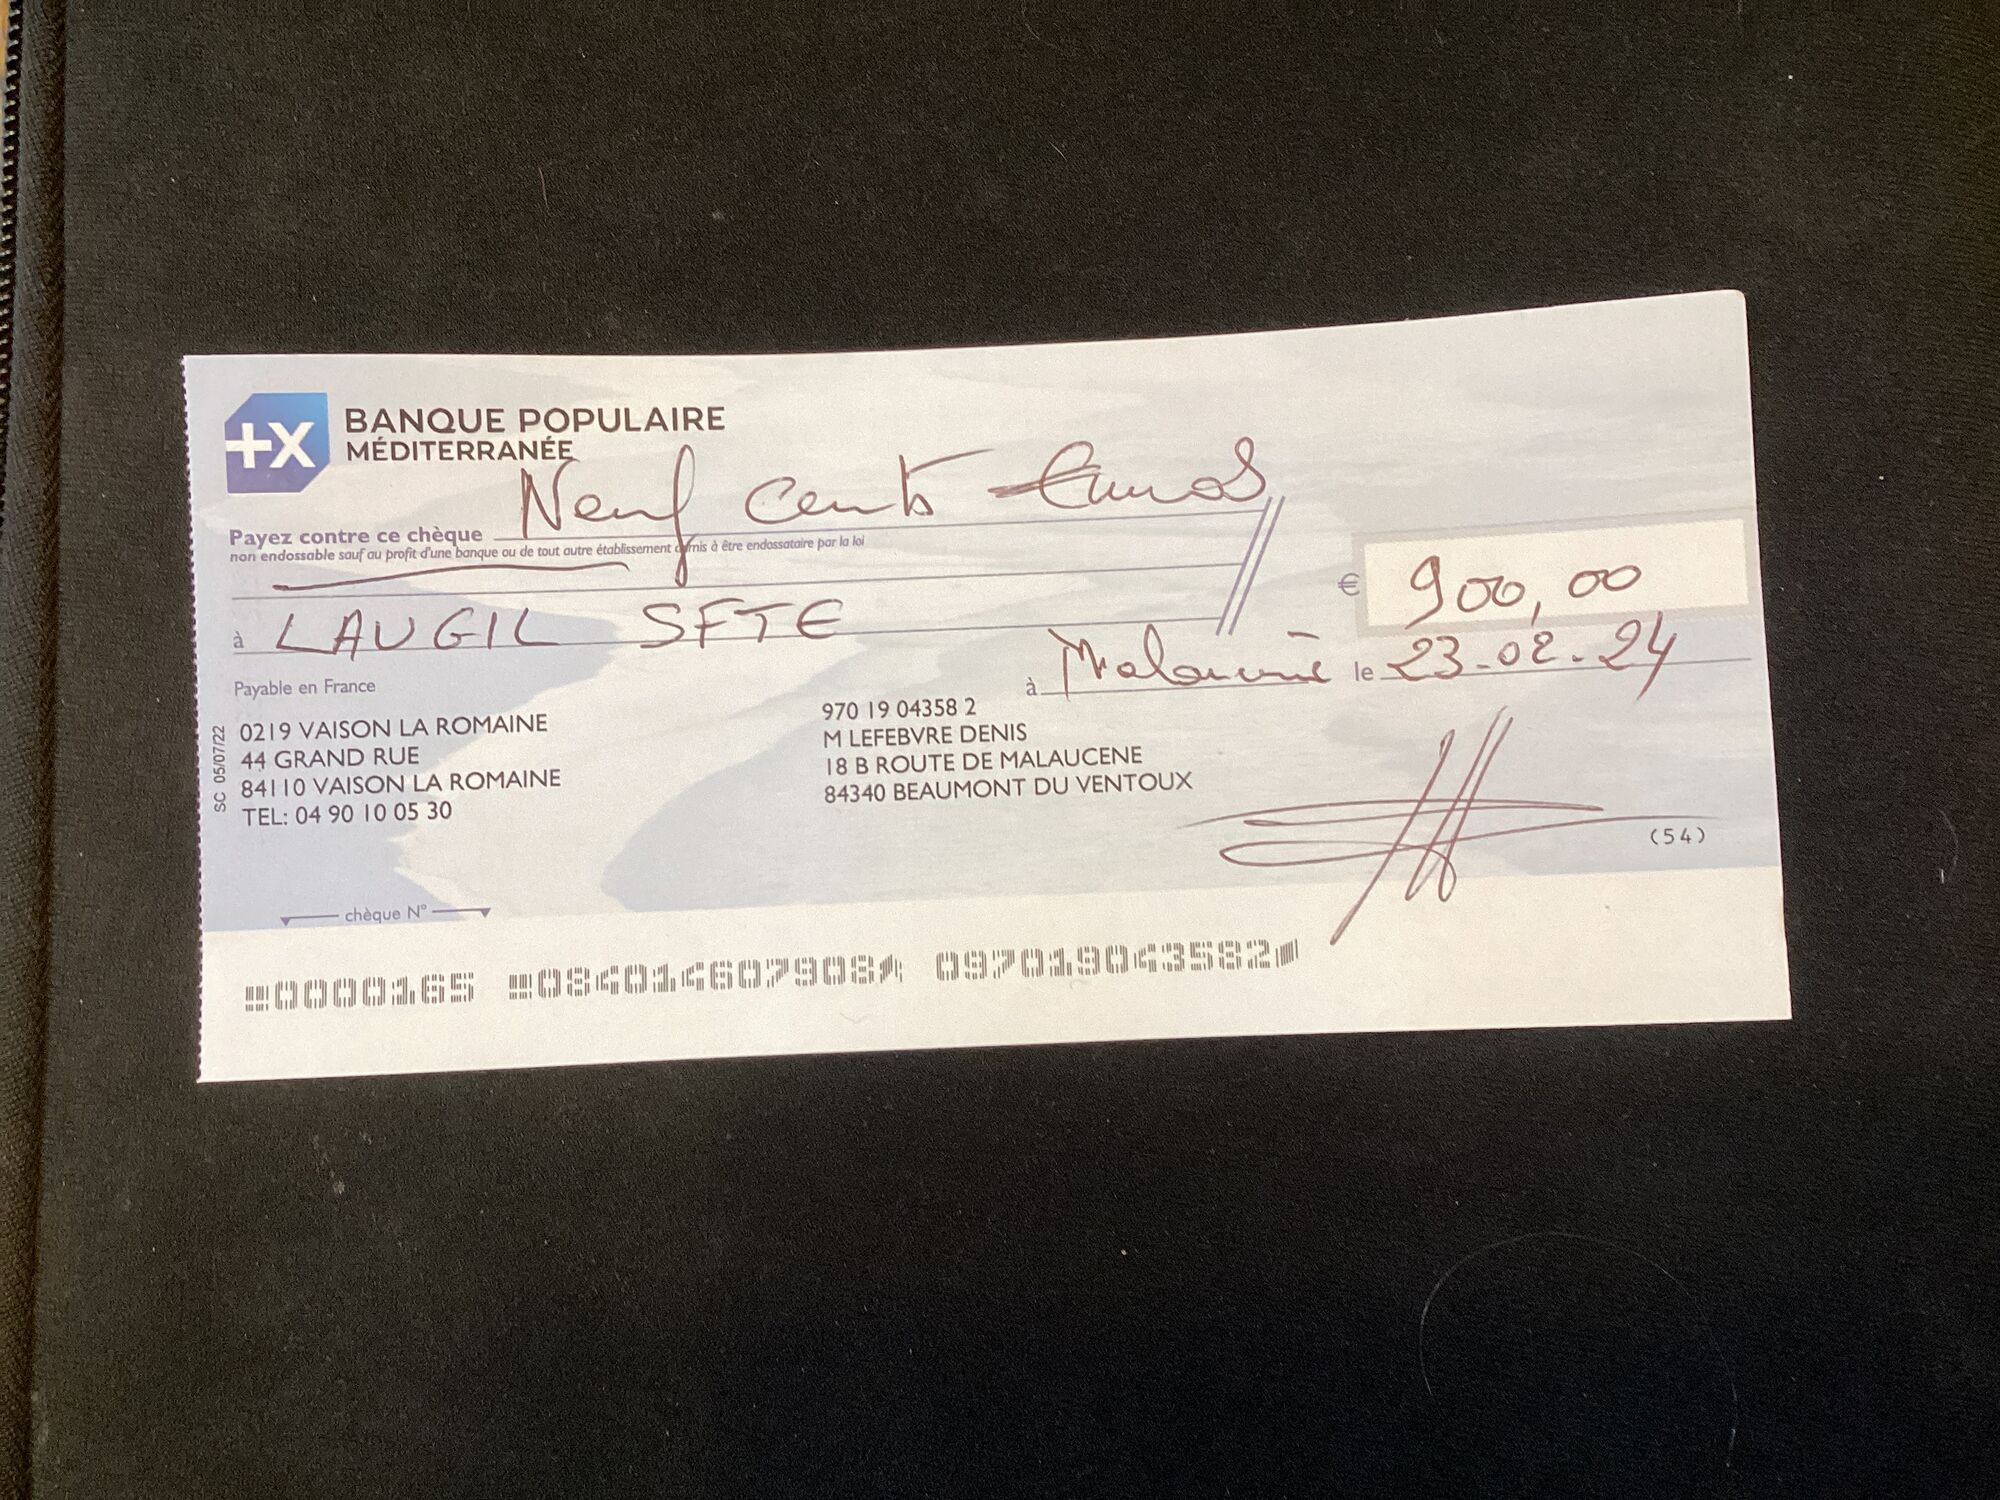 +X BANQUE POPULAIRE
MÉDITERRANÉE
Payez contre ce chèque Neuf Cents Euros
non endossable sauf au profit d'une banque ou de tout autre établissement admis à être endossataire par la loi
€ 900,00
à LAUGIL SFTE
à Malaucène le 23-02-24
Payable en France
0219 VAISON LA ROMAINE
44 GRAND RUE
84110 VAISON LA ROMAINE
TEL: 04 90 10 05 30
SC 05/07/22
970 19 04358 2
M LEFEBVRE DENIS
18 B ROUTE DE MALAUCENE
84340 BEAUMONT DU VENTOUX
(54)
chèque N°
0000165 084014607908 097019043582